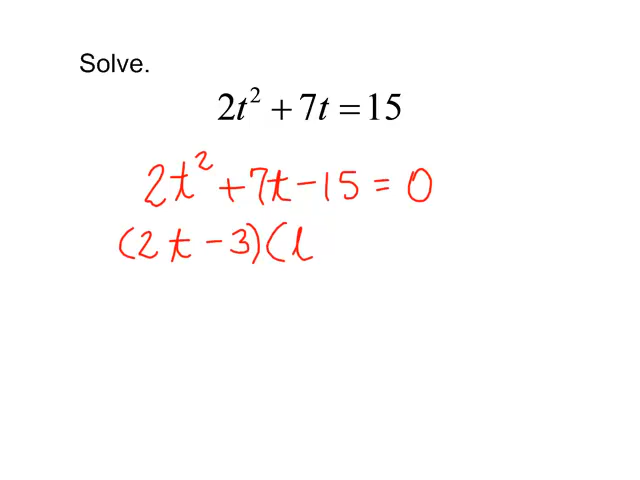 Solve.
2t² + 7t = 15
2t² + 7t - 15 = 0
(2t - 3)(